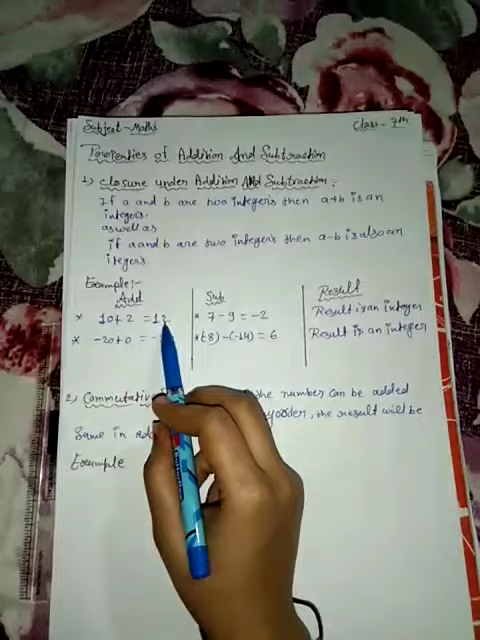 Subject - Maths
Class - 7th
Properties of Addition And Subtraction
1) closure under Addition And Subtraction:
If a and b are two integers then a+b is an
integers.
as well as
if a and b are two integers then a-b is also an
itegers.
Example:-
Add
Sub
Result
* 10+2 =12
* 7-9 = -2
Result is an integer
* -20+0 = -
* (-8)-(-14) = 6
Result is an integer
2) Commutative
the number can be added
order, the result will be
Same in
Example